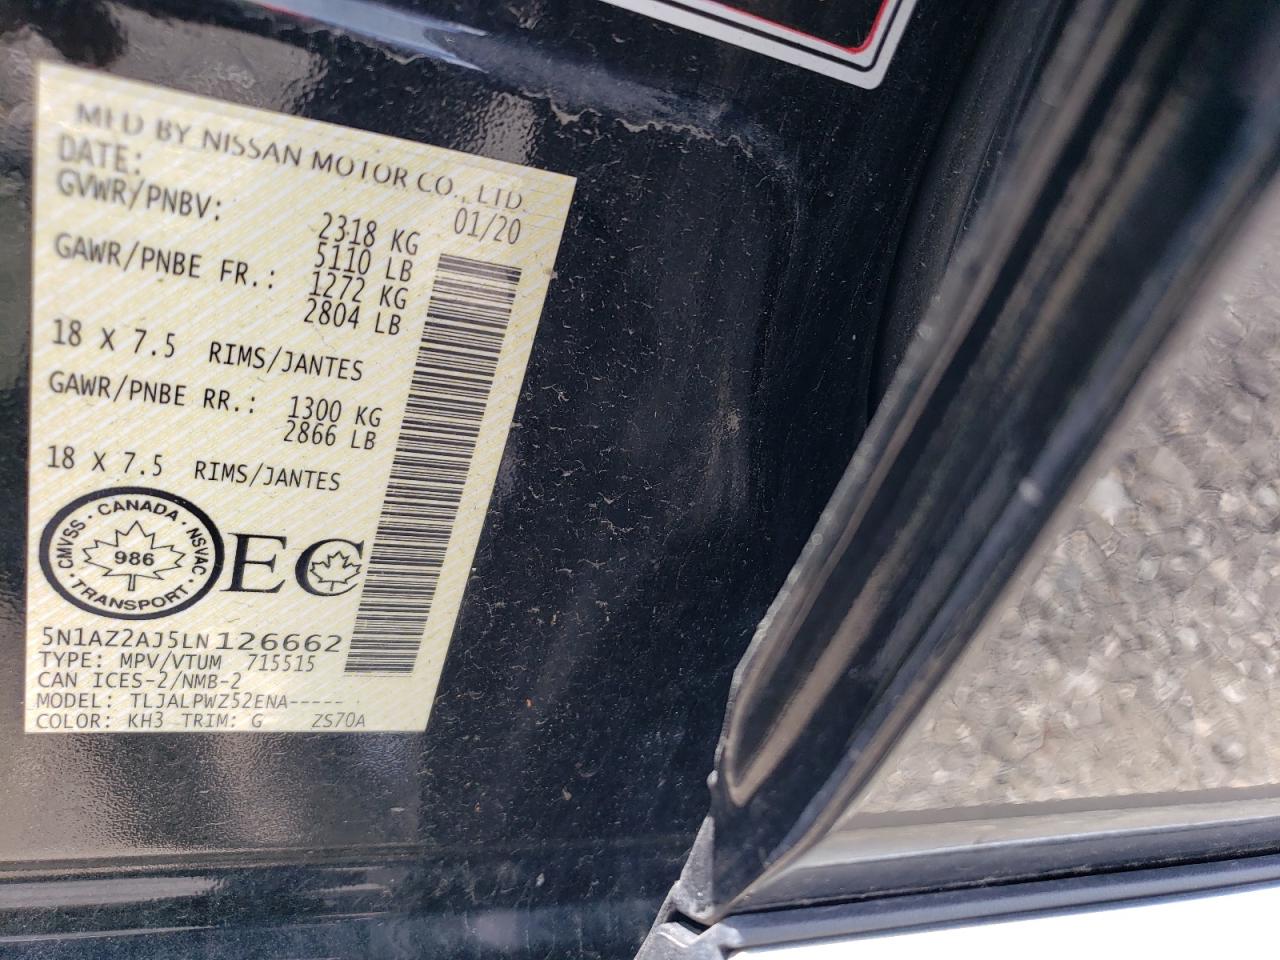 MFD BY NISSAN MOTOR CO., LTD.
DATE: 01/20
GVWR/PNBV: 2318 KG
5110 LB
GAWR/PNBE FR.: 1272 KG
2804 LB
18 X 7.5 RIMS/JANTES
GAWR/PNBE RR.: 1300 KG
2866 LB
18 X 7.5 RIMS/JANTES
CMVSS · CANADA · NSVAC
986
· TRANSPORT ·
EC
5N1AZ2AJ5LN126662
TYPE: MPV/VTUM 715515
CAN ICES-2/NMB-2
MODEL: TLJALPWZ52ENA-----
COLOR: KH3 TRIM: G ZS70A